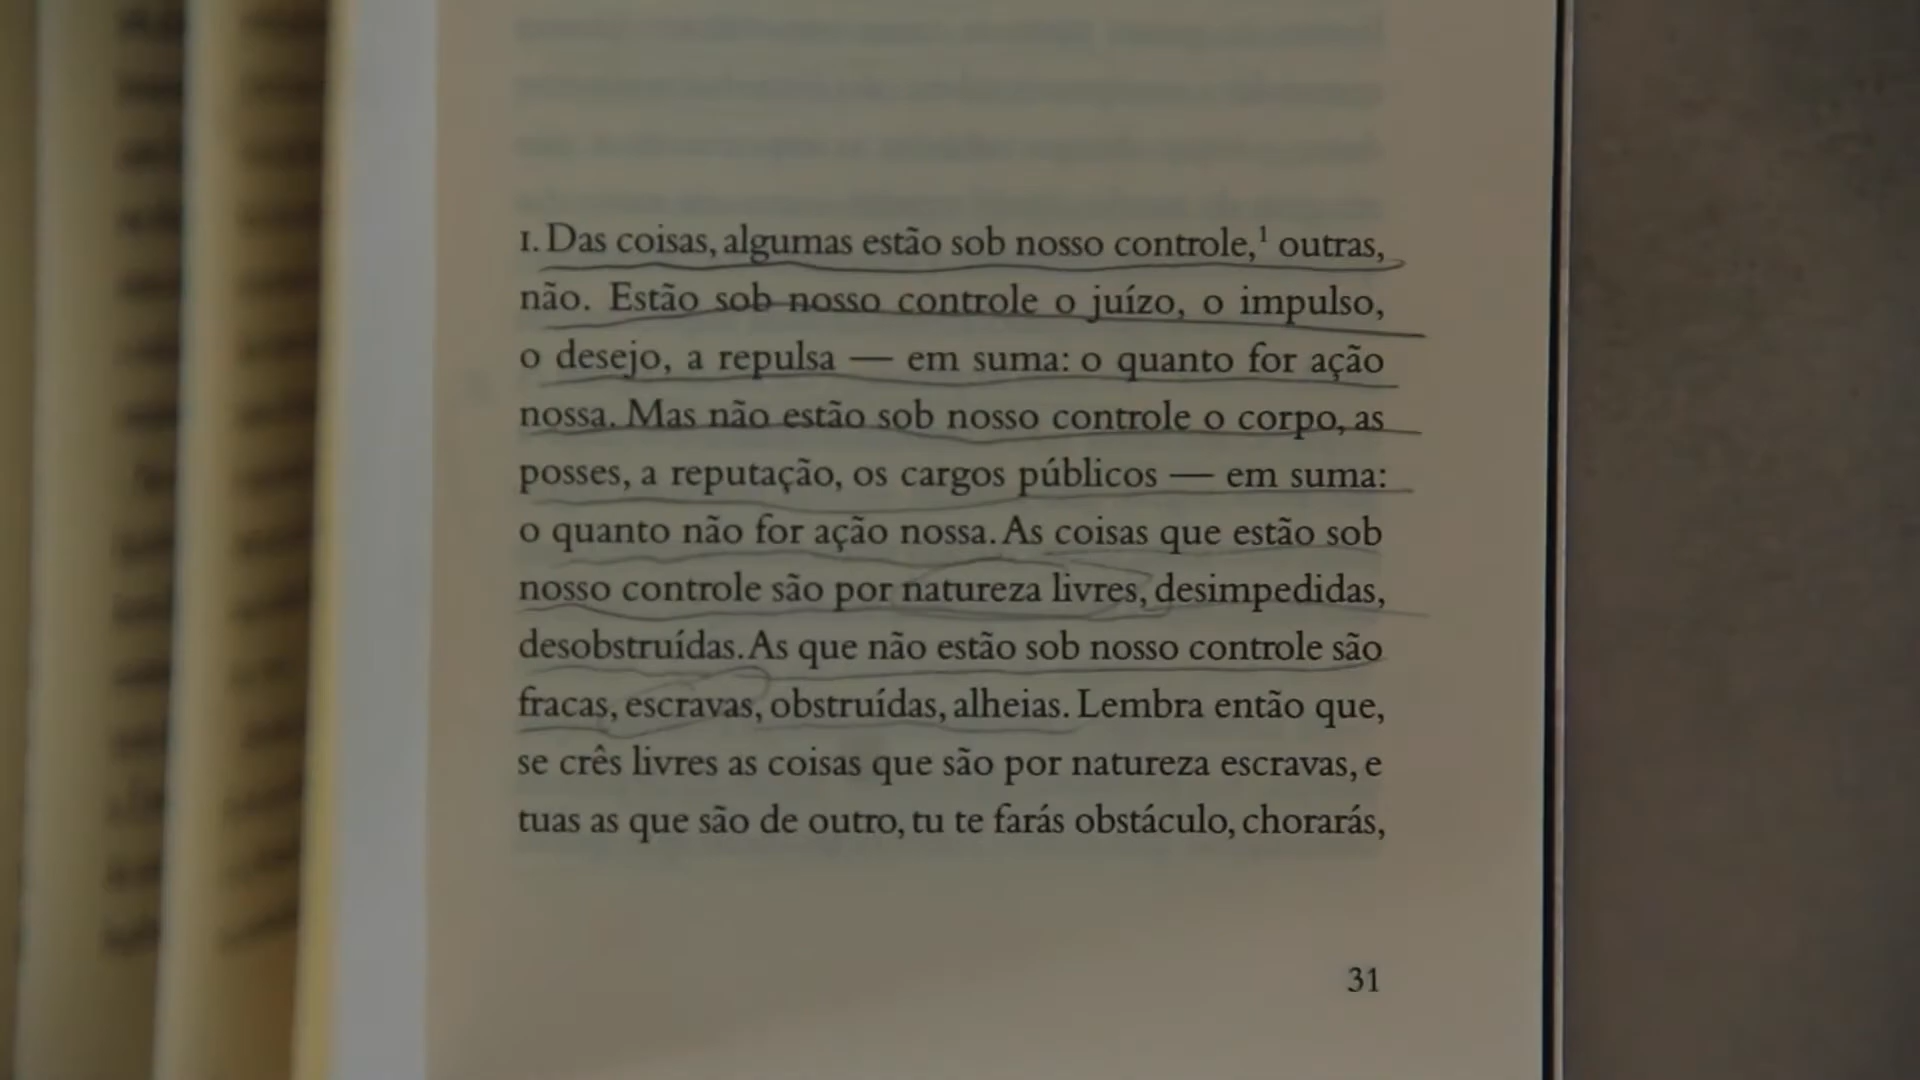 1. Das coisas, algumas estão sob nosso controle,¹ outras,
não. Estão sob nosso controle o juízo, o impulso,
o desejo, a repulsa — em suma: o quanto for ação
nossa. Mas não estão sob nosso controle o corpo, as
posses, a reputação, os cargos públicos — em suma:
o quanto não for ação nossa. As coisas que estão sob
nosso controle são por natureza livres, desimpedidas,
desobstruídas. As que não estão sob nosso controle são
fracas, escravas, obstruídas, alheias. Lembra então que,
se crês livres as coisas que são por natureza escravas, e
tuas as que são de outro, tu te farás obstáculo, chorarás,
31